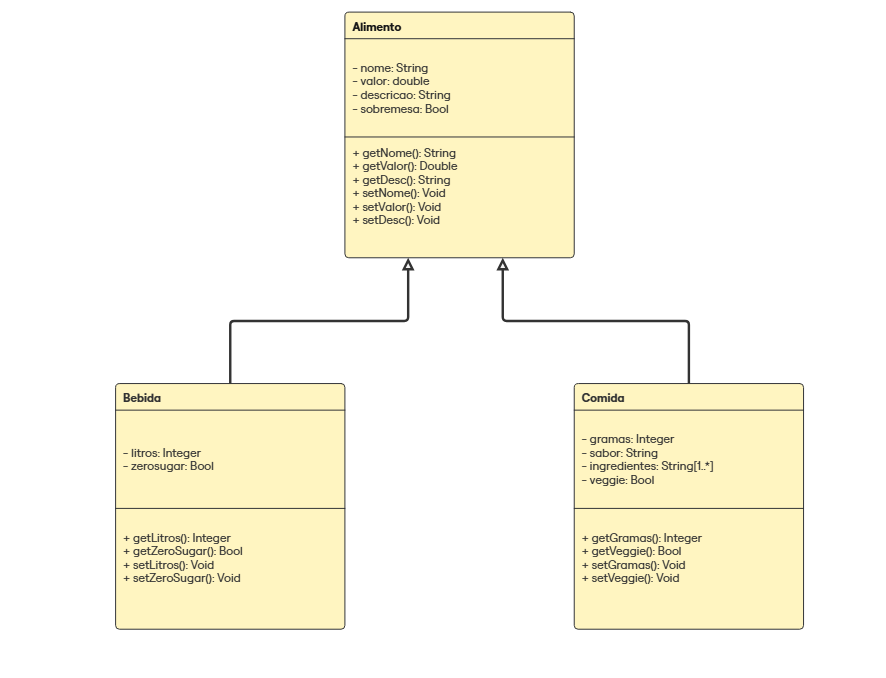 Alimento
- nome: String
- valor: double
- descricao: String
- sobremesa: Bool
+ getNome(): String
+ getValor(): Double
+ getDesc(): String
+ setNome(): Void
+ setValor(): Void
+ setDesc(): Void
Bebida
- litros: Integer
- zerosugar: Bool
+ getLitros(): Integer
+ getZeroSugar(): Bool
+ setLitros(): Void
+ setZeroSugar(): Void
Comida
- gramas: Integer
- sabor: String
- ingredientes: String[1..*]
- veggie: Bool
+ getGramas(): Integer
+ getVeggie(): Bool
+ setGramas(): Void
+ setVeggie(): Void